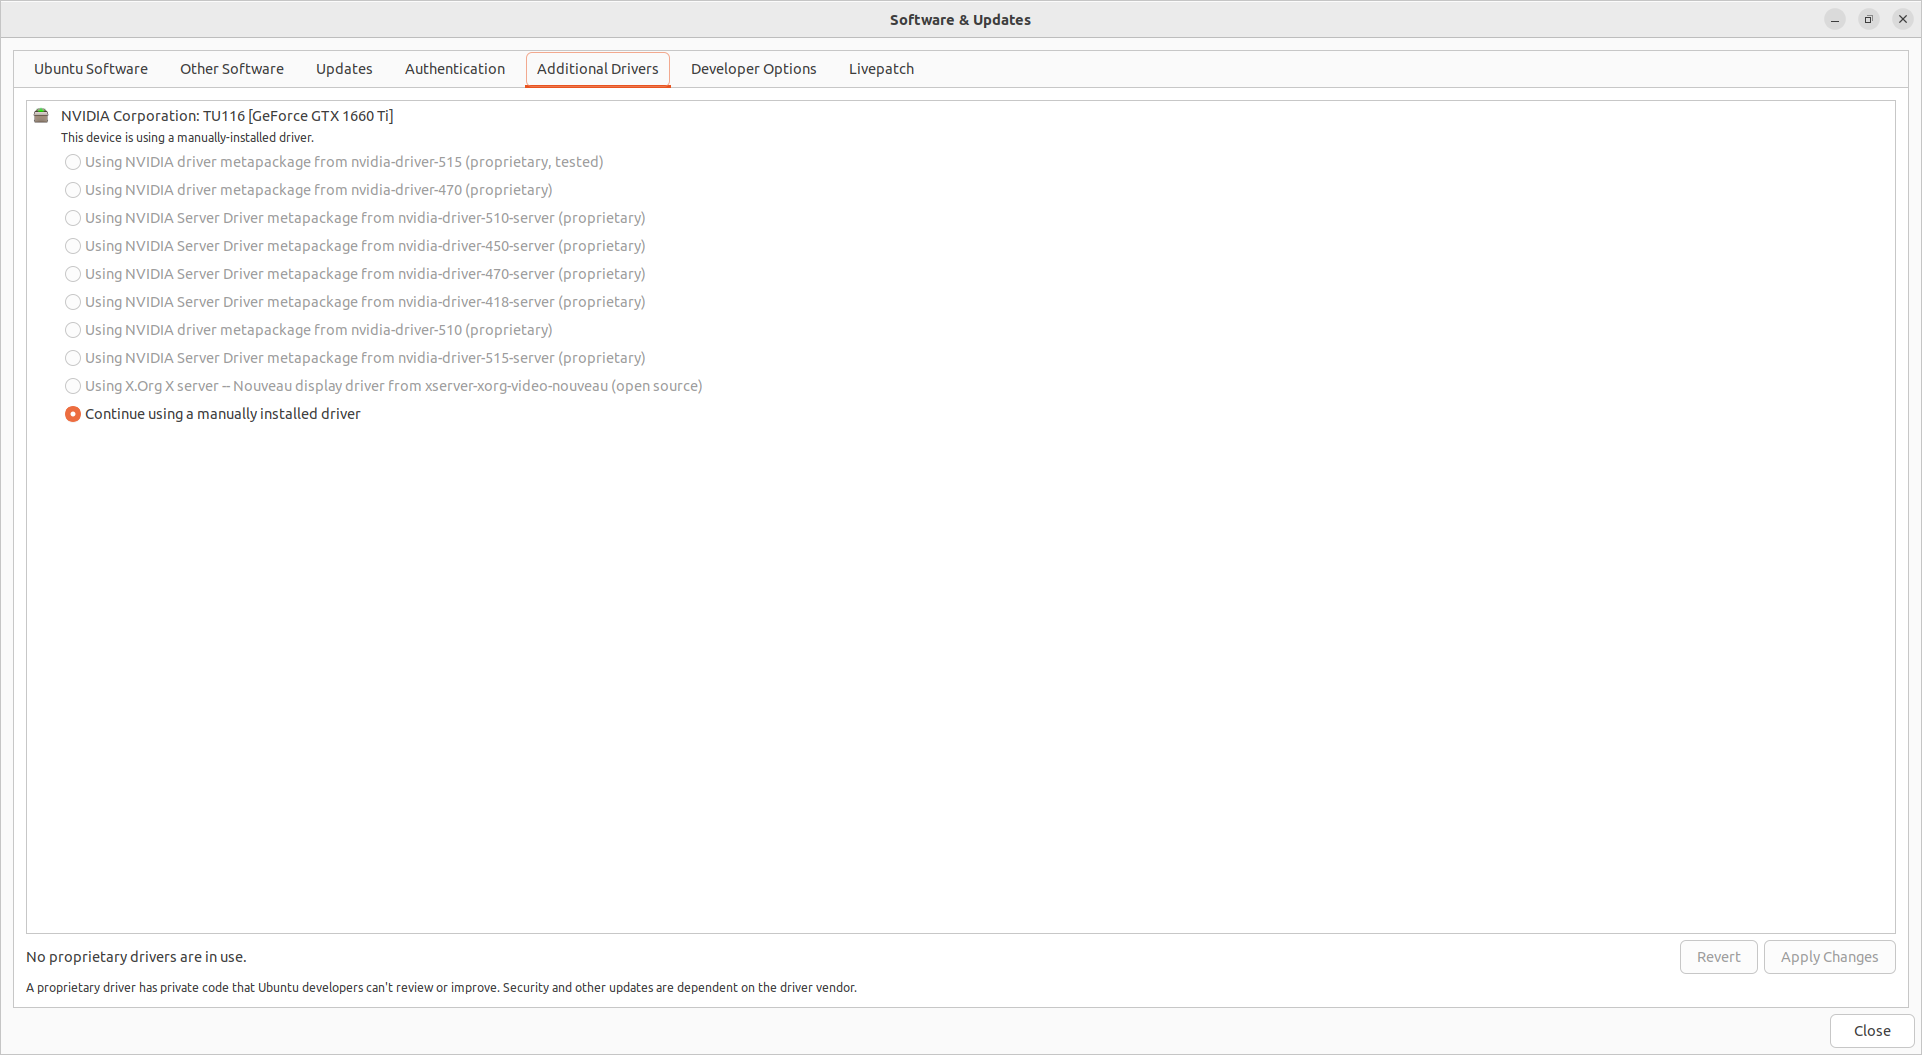 Software & Updates
Ubuntu Software Other Software Updates Authentication Additional Drivers Developer Options Livepatch
NVIDIA Corporation: TU116 [GeForce GTX 1660 Ti]
This device is using a manually-installed driver.
Using NVIDIA driver metapackage from nvidia-driver-515 (proprietary, tested)
Using NVIDIA driver metapackage from nvidia-driver-470 (proprietary)
Using NVIDIA Server Driver metapackage from nvidia-driver-510-server (proprietary)
Using NVIDIA Server Driver metapackage from nvidia-driver-450-server (proprietary)
Using NVIDIA Server Driver metapackage from nvidia-driver-470-server (proprietary)
Using NVIDIA Server Driver metapackage from nvidia-driver-418-server (proprietary)
Using NVIDIA driver metapackage from nvidia-driver-510 (proprietary)
Using NVIDIA Server Driver metapackage from nvidia-driver-515-server (proprietary)
Using X.Org X server -- Nouveau display driver from xserver-xorg-video-nouveau (open source)
Continue using a manually installed driver
No proprietary drivers are in use.
Revert Apply Changes
A proprietary driver has private code that Ubuntu developers can't review or improve. Security and other updates are dependent on the driver vendor.
Close